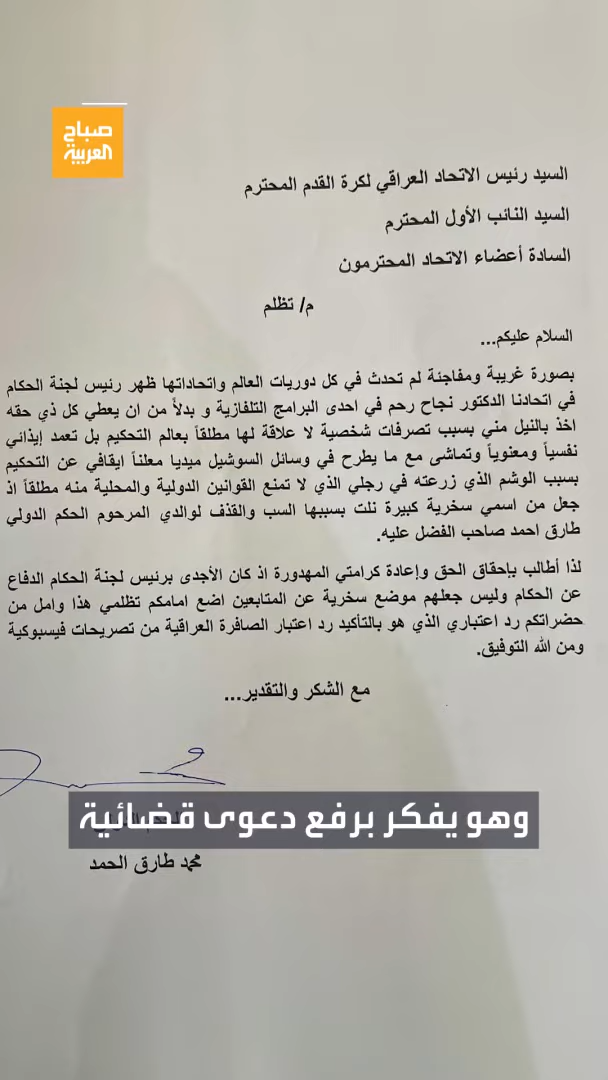 صباح
العربية
السيد رئيس الاتحاد العراقي لكرة القدم المحترم
السيد النائب الأول المحترم
السادة أعضاء الاتحاد المحترمون
م/ تظلم
السلام عليكم...
بصورة غريبة ومفاجئة لم تحدث في كل دوريات العالم واتحاداتها ظهر رئيس لجنة الحكام
في اتحادنا الدكتور نجاح رحم في احدى البرامج التلفازية و بدلاً من ان يعطي كل ذي حقه
اخذ بالنيل مني بسبب تصرفات شخصية لا علاقة لها مطلقاً بعالم التحكيم بل تعمد إيذائي
نفسياً ومعنوياً وتماشى مع ما يطرح في وسائل السوشيل ميديا معلناً ايقافي عن التحكيم
بسبب الوشم الذي زرعته في رجلي الذي لا تمنع القوانين الدولية والمحلية منه مطلقاً اذ
جعل من اسمي سخرية كبيرة نلت بسببها السب والقذف لوالدي المرحوم الحكم الدولي
طارق احمد صاحب الفضل عليه.
لذا أطالب بإحقاق الحق وإعادة كرامتي المهدورة اذ كان الأجدى برئيس لجنة الحكام الدفاع
عن الحكام وليس جعلهم موضع سخرية عن المتابعين اضع امامكم تظلمي هذا وامل من
حضراتكم رد اعتباري الذي هو بالتأكيد رد اعتبار الصافرة العراقية من تصريحات فيسبوكية
ومن الله التوفيق.
مع الشكر والتقدير...
وهو يفكر برفع دعوى قضائية
محمد طارق الحمد